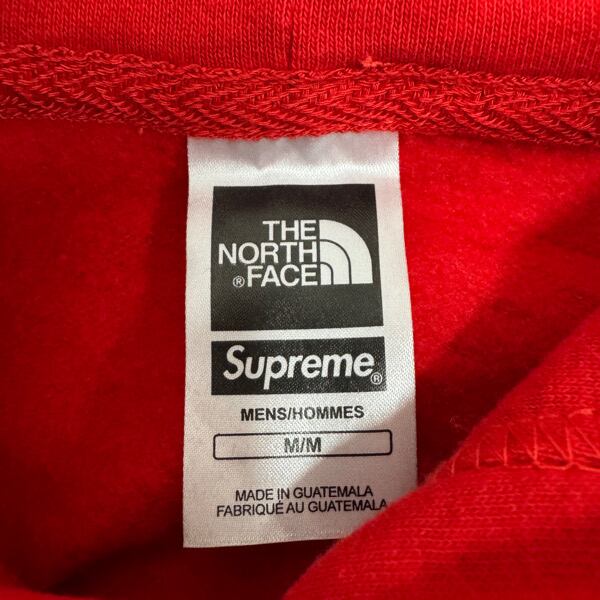 THE
NORTH
® FACE
Supreme®
MENS/HOMMES
M/M
MADE IN GUATEMALA
FABRIQUÉ AU GUATEMALA